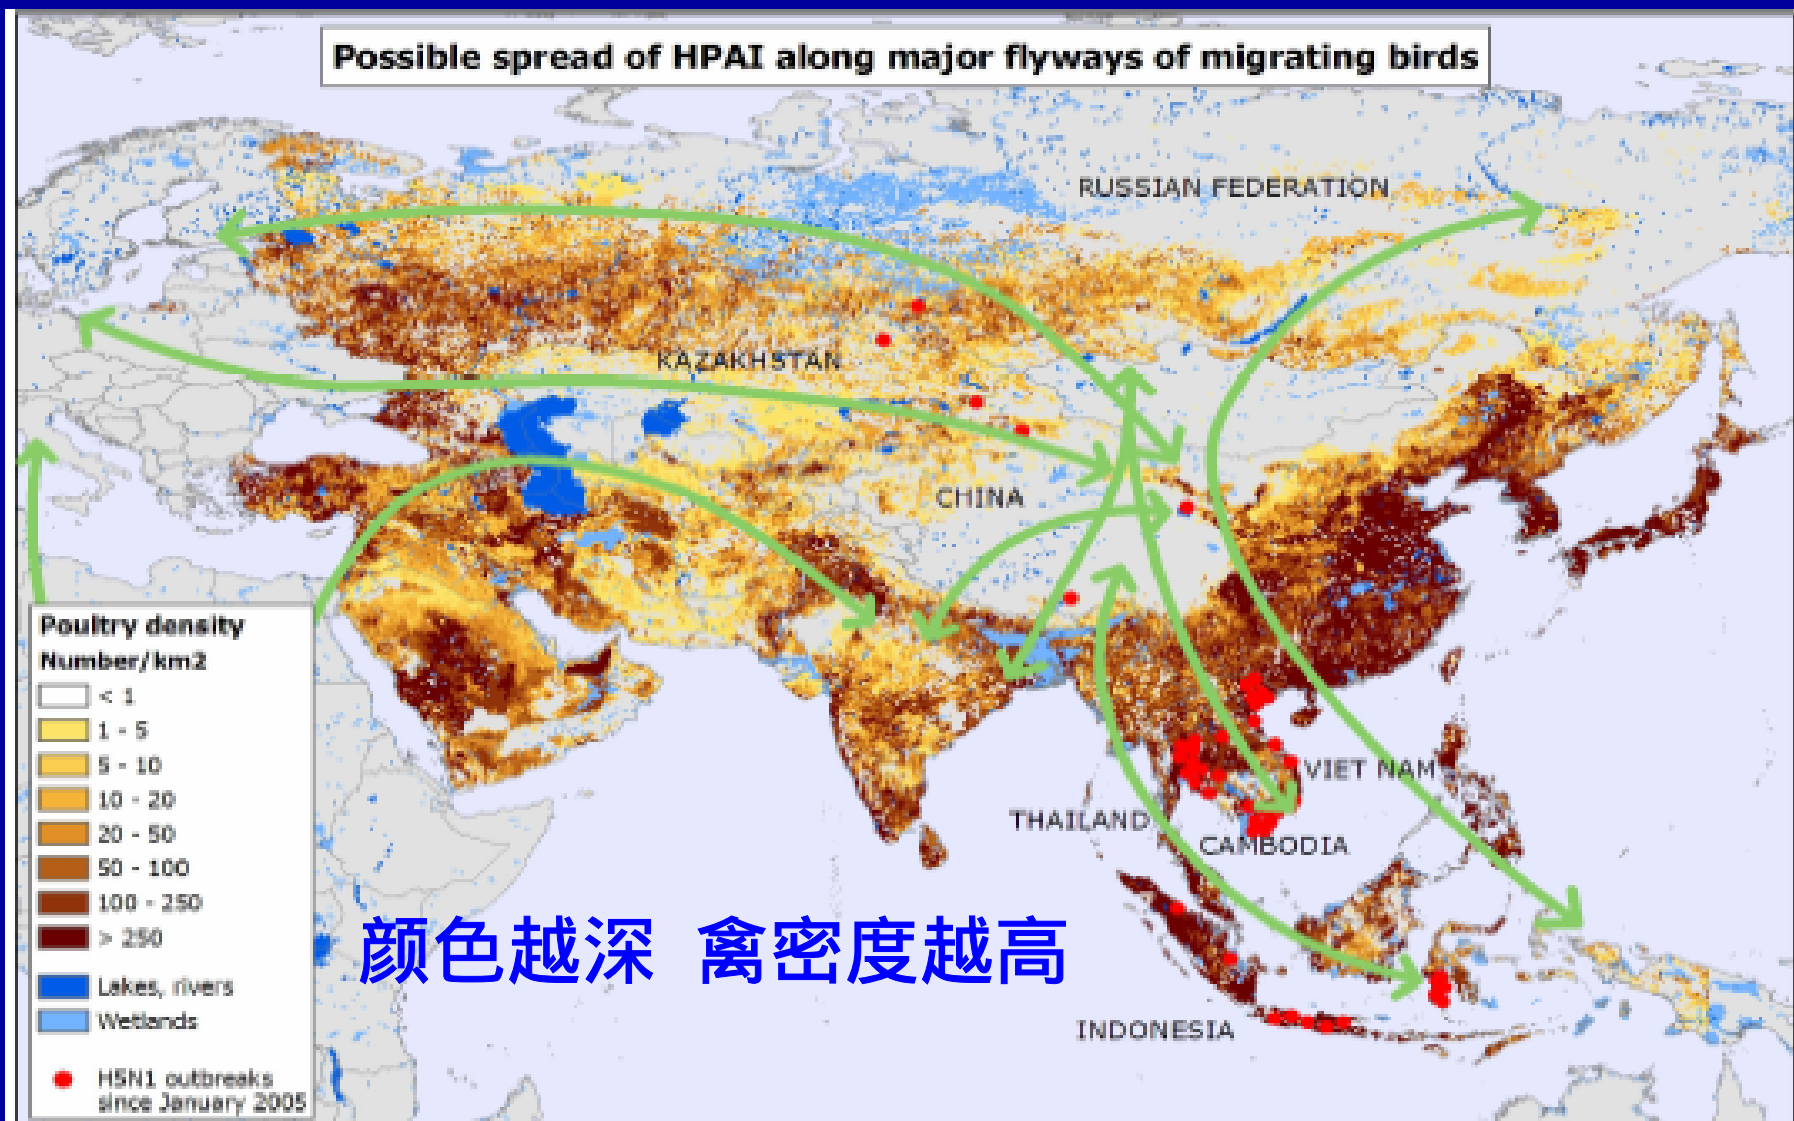 Possible spread of HPAI along major flyways of migrating birds
RUSSIAN FEDERATION
KAZAKHSTAN
CHINA
VIET NAM
THAILAND
CAMBODIA
INDONESIA
Poultry density
Number/km2
< 1
1 - 5
5 - 10
10 - 20
20 - 50
50 - 100
100 - 250
> 250
Lakes, rivers
Wetlands
H5N1 outbreaks
since January 2005
颜色越深 禽密度越高